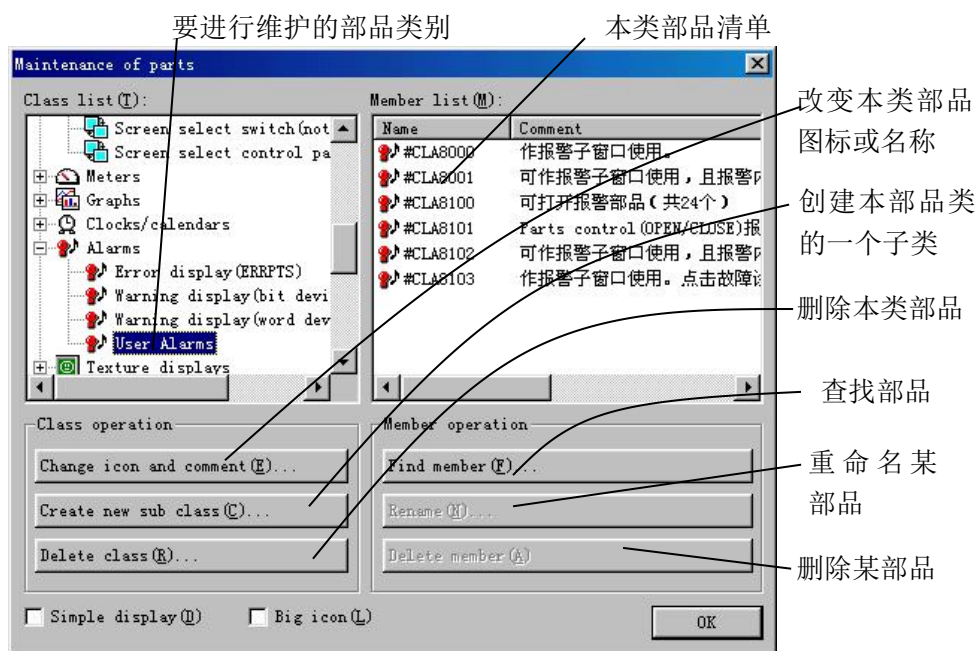 要进行维护的部品类别
本类部品清单
Maintenance of parts
Class list(T):
Member list(M):
Screen select switch(not
Screen select control pa
Meters
Graphs
Clocks/calendars
Alarms
Error display(ERRPTS)
Warning display(bit devi
Warning display(word dev
User Alarms
Texture displays
Name Comment
#CLA8000 作报警子窗口使用。
#CLA8001 可作报警子窗口使用，且报警内
#CLA8100 可打开报警部品(共24个)
#CLA8101 Parts control(OPEN/CLOSE)报
#CLA8102 可作报警子窗口使用，且报警内
#CLA8103 作报警子窗口使用。点击故障
改变本类部品
图标或名称
创建本部品类
的一个子类
删除本类部品
查找部品
重命名某
部品
删除某部品
Class operation
Change icon and comment(E)...
Create new sub class(C)...
Delete class(R)...
Member operation
Find member(F)...
Rename(N)...
Delete member(A)
Simple display(D)
Big icon(L)
OK